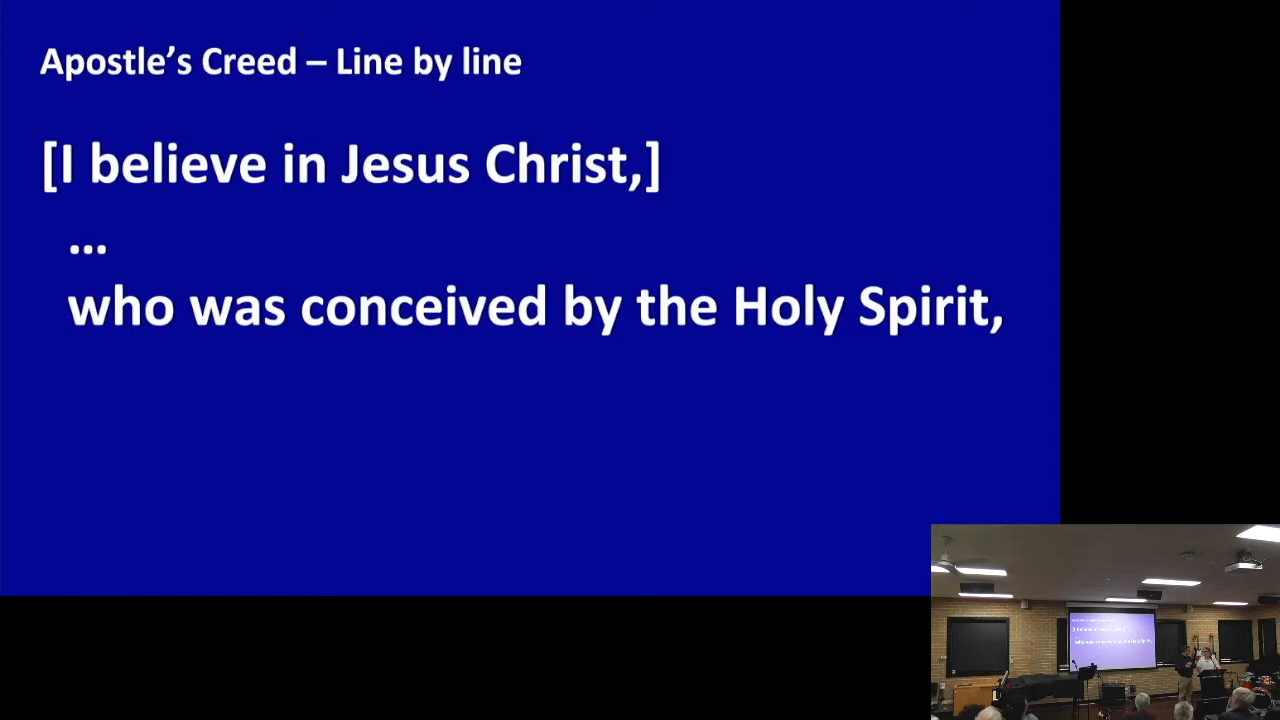 Apostle’s Creed – Line by line
[I believe in Jesus Christ,]
...
who was conceived by the Holy Spirit,